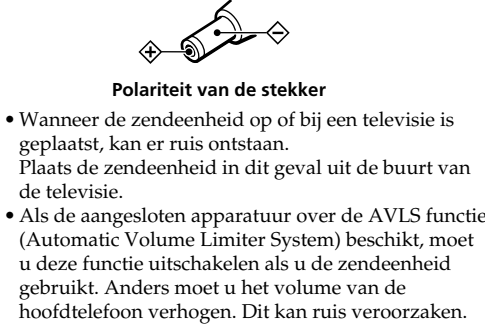 Polariteit van de stekker
• Wanneer de zendeenheid op of bij een televisie is
geplaatst, kan er ruis ontstaan.
Plaats de zendeenheid in dit geval uit de buurt van
de televisie.
• Als de aangesloten apparatuur over de AVLS functie
(Automatic Volume Limiter System) beschikt, moet
u deze functie uitschakelen als u de zendeenheid
gebruikt. Anders moet u het volume van de
hoofdtelefoon verhogen. Dit kan ruis veroorzaken.